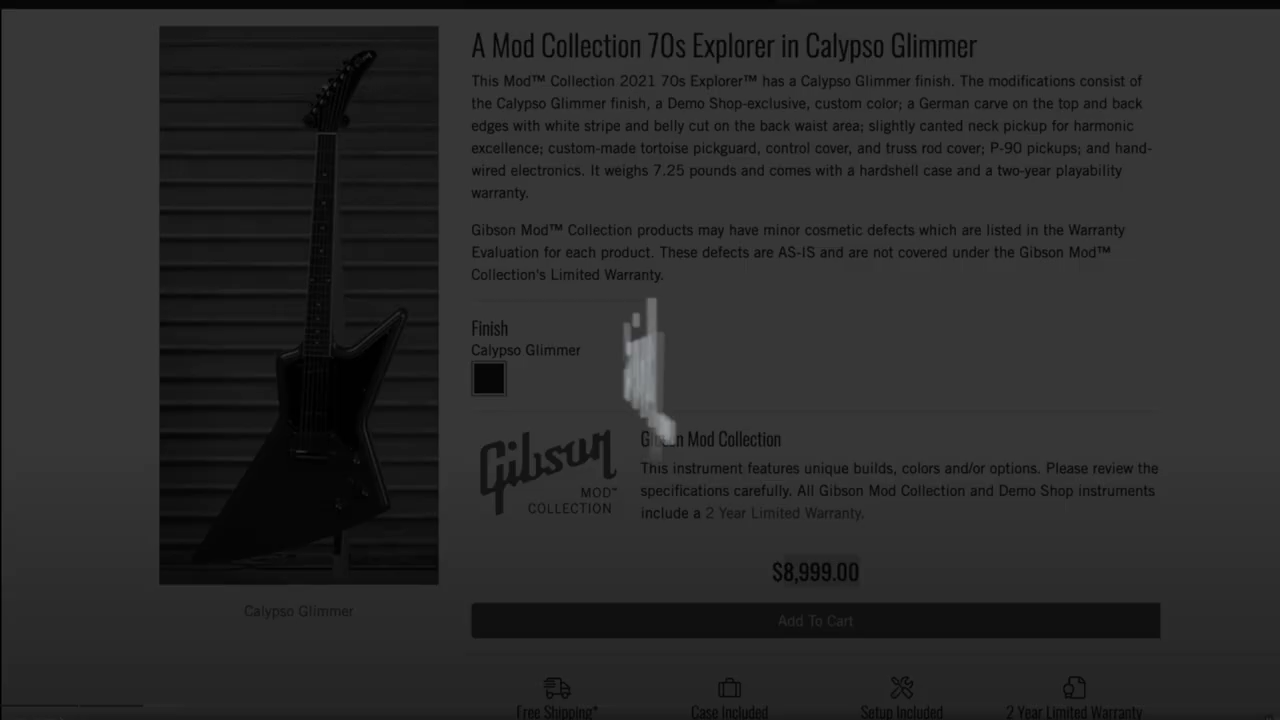 A Mod Collection 70s Explorer in Calypso Glimmer
This Mod™ Collection 2021 70s Explorer™ has a Calypso Glimmer finish. The modifications consist of
the Calypso Glimmer finish, a Demo Shop-exclusive, custom color; a German carve on the top and back
edges with white stripe and belly cut on the back waist area; slightly canted neck pickup for harmonic
excellence; custom-made tortoise pickguard, control cover, and truss rod cover; P-90 pickups; and hand-
wired electronics. It weighs 7.25 pounds and comes with a hardshell case and a two-year playability
warranty.
Gibson Mod™ Collection products may have minor cosmetic defects which are listed in the Warranty
Evaluation for each product. These defects are AS-IS and are not covered under the Gibson Mod™
Collection's Limited Warranty.
Finish
Calypso Glimmer
Gibson
MOD™
COLLECTION
Mod Collection
This instrument features unique builds, colors and/or options. Please review the
specifications carefully. All Gibson Mod Collection and Demo Shop instruments
include a 2 Year Limited Warranty.
$8,999.00
Add To Cart
Calypso Glimmer
Free Shipping*
Case Included
Setup Included
2 Year Limited Warranty